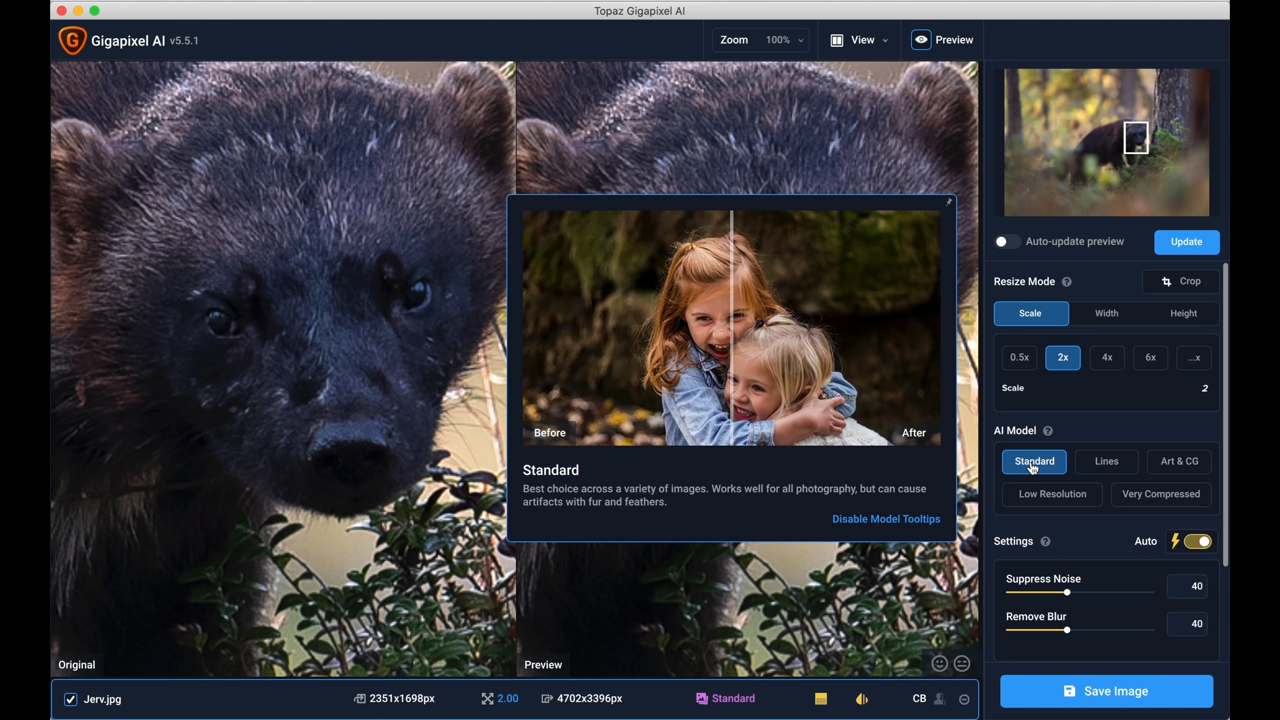 Topaz Gigapixel AI
Gigapixel AI v5.5.1
Zoom 100%
View
Preview
Auto-update preview
Update
Resize Mode ?
Crop
Scale
Width
Height
0.5x
2x
4x
6x
...x
Scale
2
AI Model ?
Standard
Lines
Art & CG
Low Resolution
Very Compressed
Settings ?
Auto
Suppress Noise
40
Remove Blur
40
Save Image
Before
After
Standard
Best choice across a variety of images. Works well for all photography, but can cause
artifacts with fur and feathers.
Disable Model Tooltips
Original
Preview
Jerv.jpg
2351x1698px
2.00
4702x3396px
Standard
CB